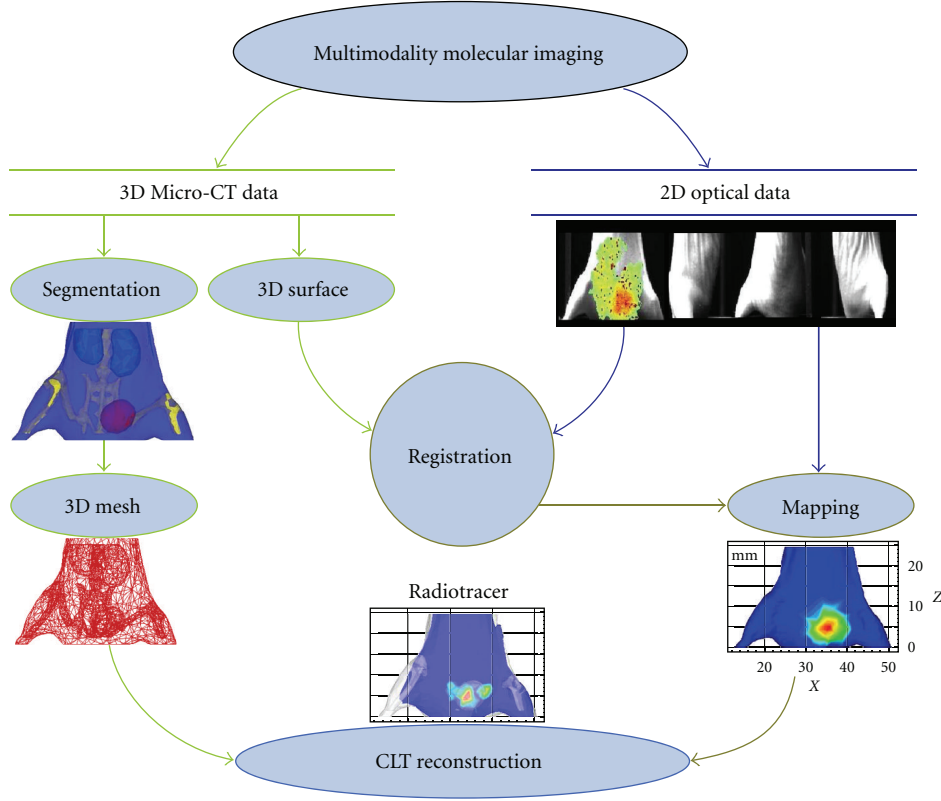 Multimodality molecular imaging
3D Micro-CT data
2D optical data
Segmentation
3D surface
Registration
3D mesh
Mapping
mm
20
10
0
Z
20 30 40 50
X
Radiotracer
CLT reconstruction